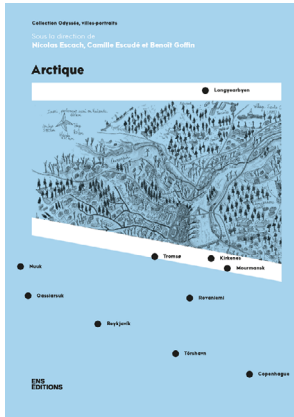 Collection Odyssée, villes-portraits
Sous la direction de
Nicolas Escach, Camille Escudé et Benoît Goffin
Arctique
Longyearbyen
Tromsø
Kirkenes
Mourmansk
Nuuk
Qassiarsuk
Rovaniemi
Reykjavik
Tórshavn
Copenhague
ENS
ÉDITIONS